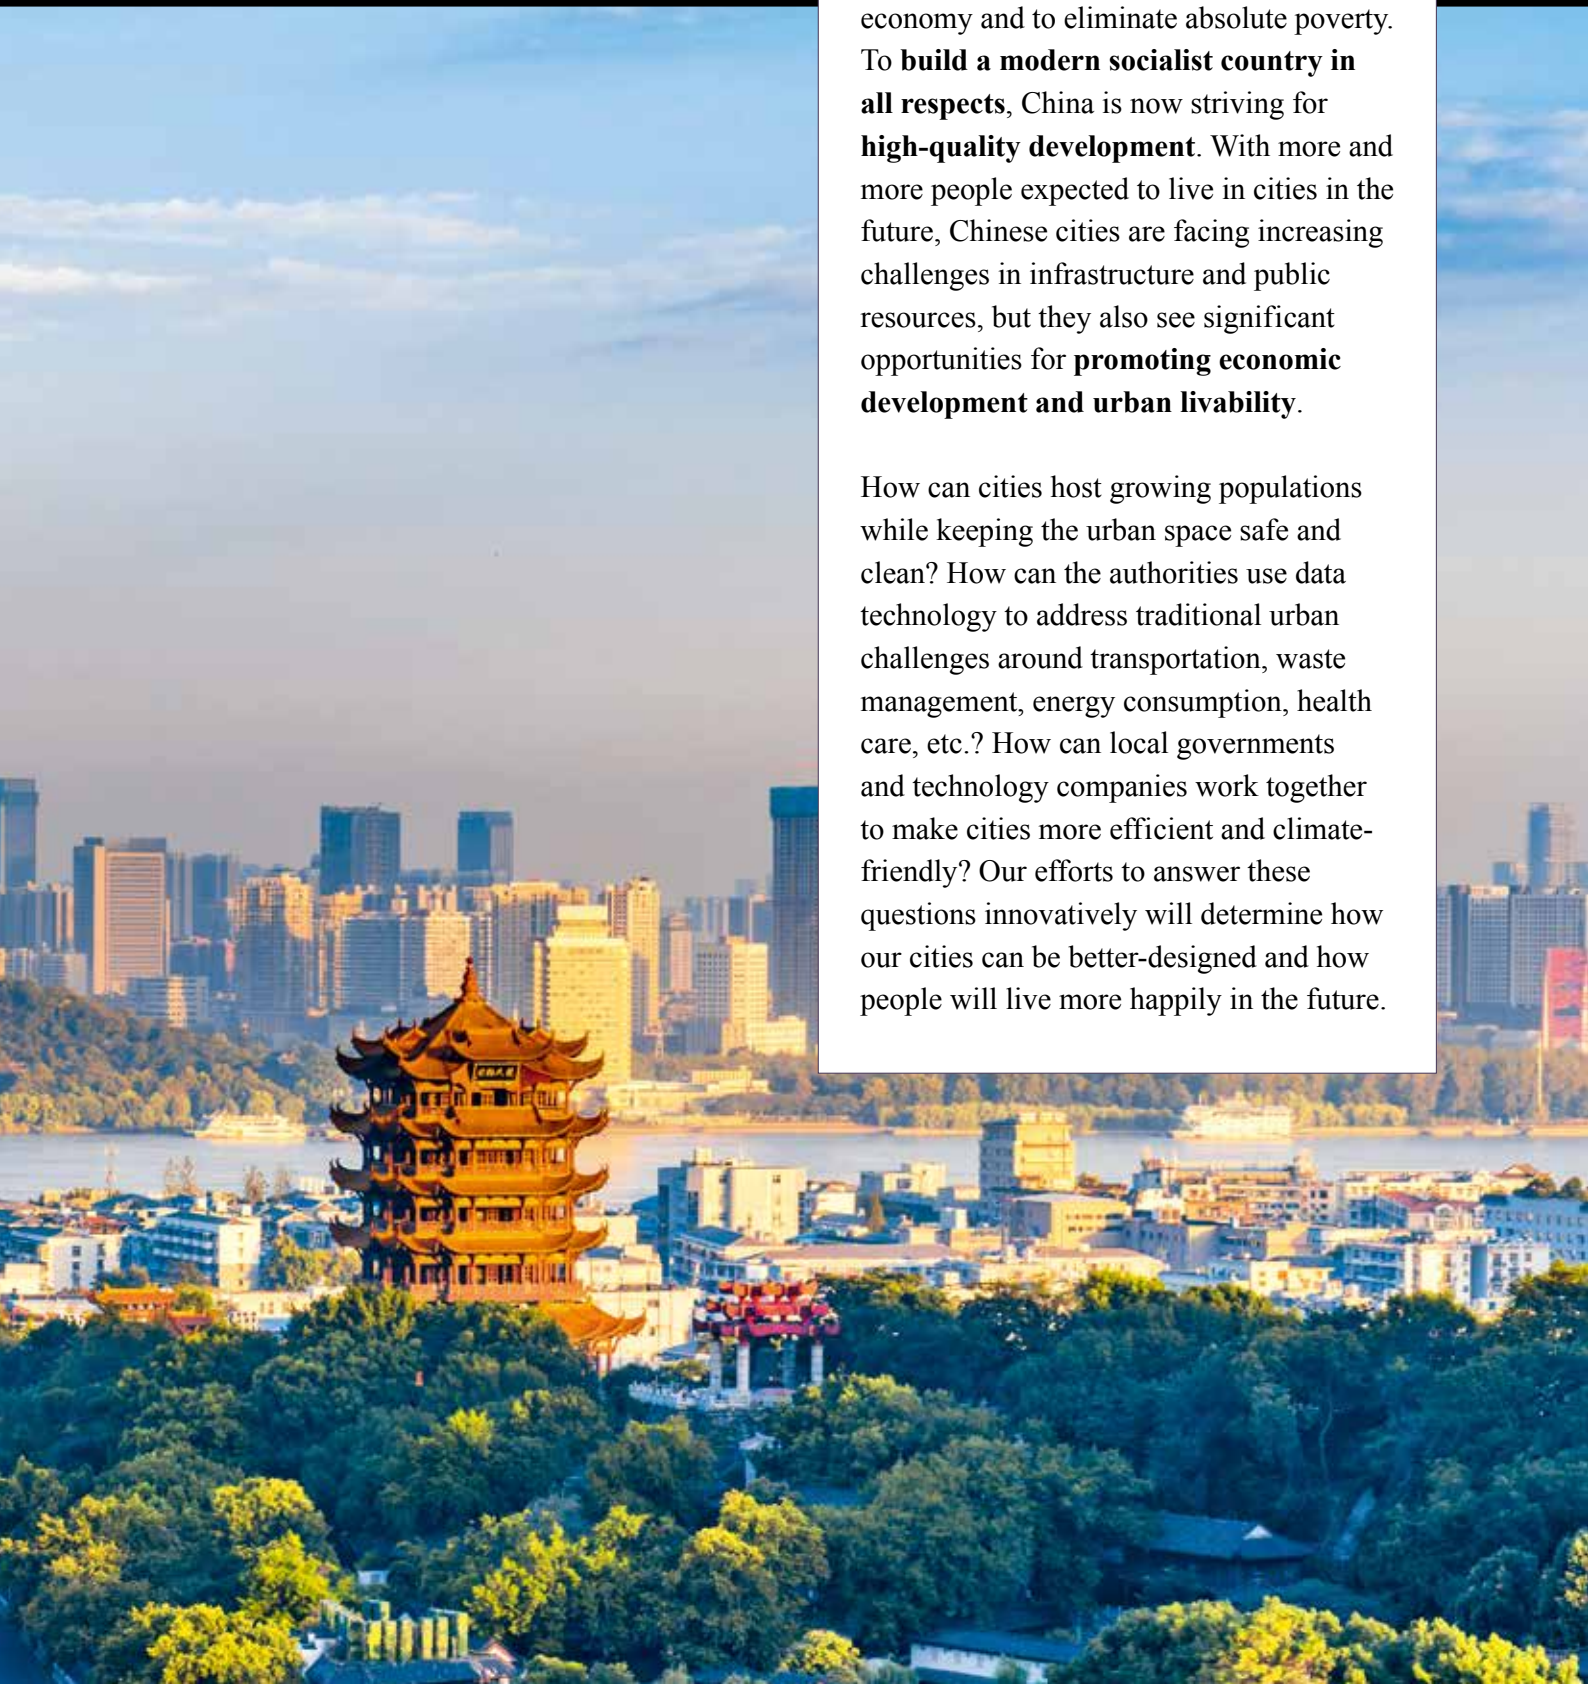 economy and to eliminate absolute poverty.
To build a modern socialist country in
all respects, China is now striving for
high-quality development. With more and
more people expected to live in cities in the
future, Chinese cities are facing increasing
challenges in infrastructure and public
resources, but they also see significant
opportunities for promoting economic
development and urban livability.
How can cities host growing populations
while keeping the urban space safe and
clean? How can the authorities use data
technology to address traditional urban
challenges around transportation, waste
management, energy consumption, health
care, etc.? How can local governments
and technology companies work together
to make cities more efficient and climate-
friendly? Our efforts to answer these
questions innovatively will determine how
our cities can be better-designed and how
people will live more happily in the future.